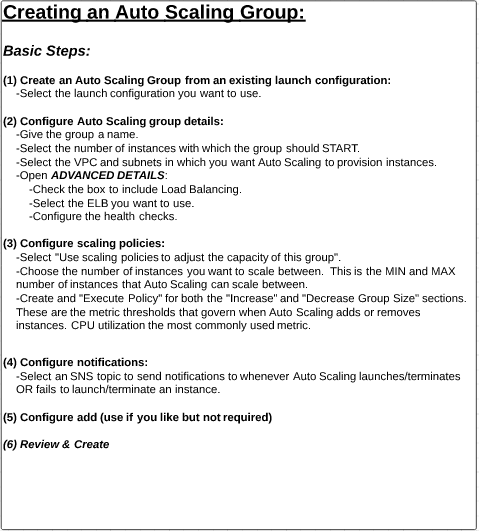 Creating an Auto Scaling Group:
Basic Steps:
(1) Create an Auto Scaling Group from an existing launch configuration:
-Select the launch configuration you want to use.
(2) Configure Auto Scaling group details:
-Give the group a name.
-Select the number of instances with which the group should START.
-Select the VPC and subnets in which you want Auto Scaling to provision instances.
-Open ADVANCED DETAILS:
-Check the box to include Load Balancing.
-Select the ELB you want to use.
-Configure the health checks.
(3) Configure scaling policies:
-Select "Use scaling policies to adjust the capacity of this group".
-Choose the number of instances you want to scale between.  This is the MIN and MAX
number of instances that Auto Scaling can scale between.
-Create and "Execute Policy" for both the "Increase" and "Decrease Group Size" sections.
These are the metric thresholds that govern when Auto Scaling adds or removes
instances. CPU utilization the most commonly used metric.
(4) Configure notifications:
-Select an SNS topic to send notifications to whenever Auto Scaling launches/terminates
OR fails to launch/terminate an instance.
(5) Configure add (use if you like but not required)
(6) Review & Create